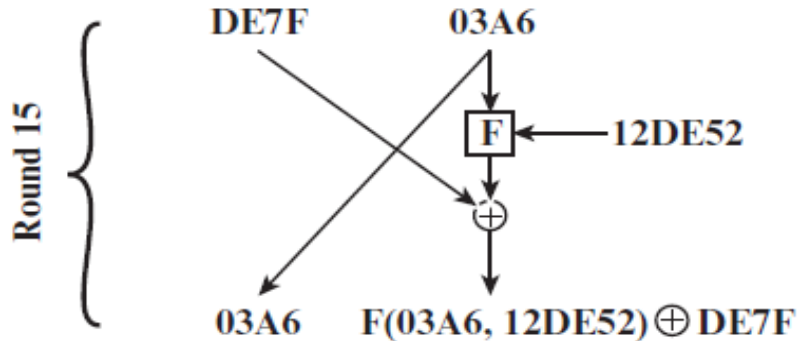 DE7F 03A6
Round 15
F 12DE52
03A6 F(03A6, 12DE52) ⊕ DE7F